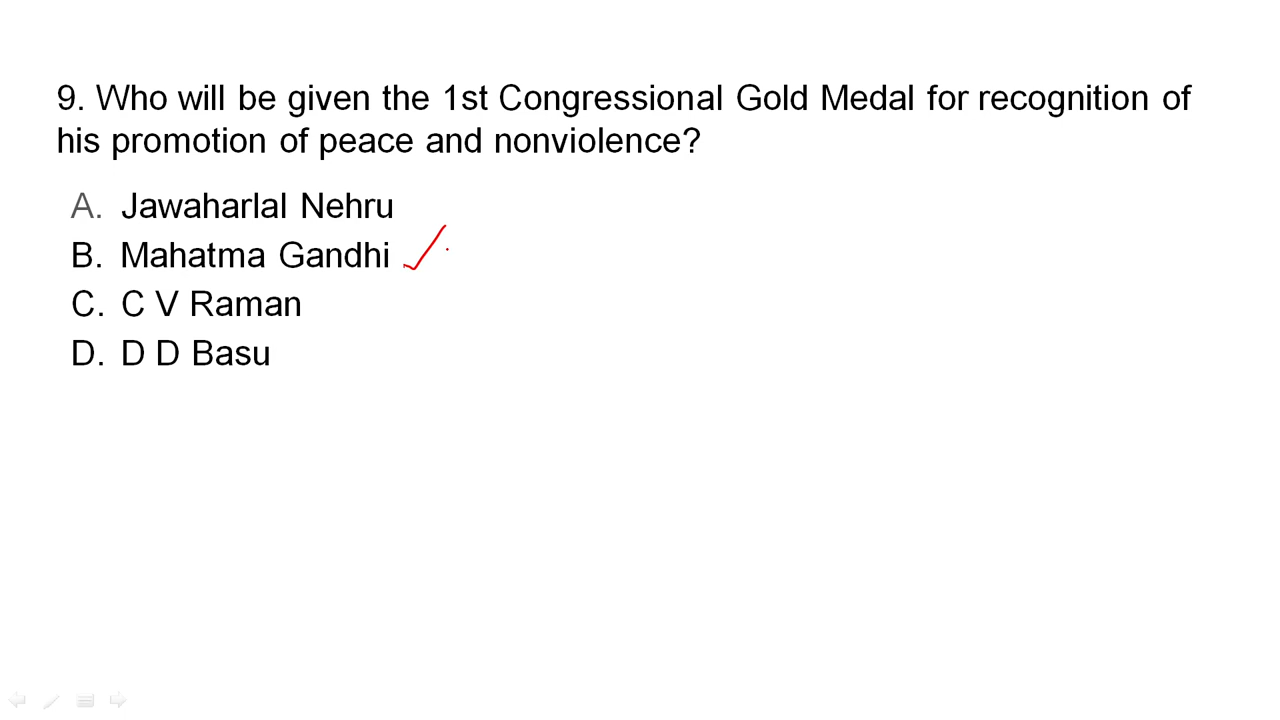 9. Who will be given the 1st Congressional Gold Medal for recognition of
his promotion of peace and nonviolence?
A. Jawaharlal Nehru
B. Mahatma Gandhi
C. C V Raman
D. D D Basu